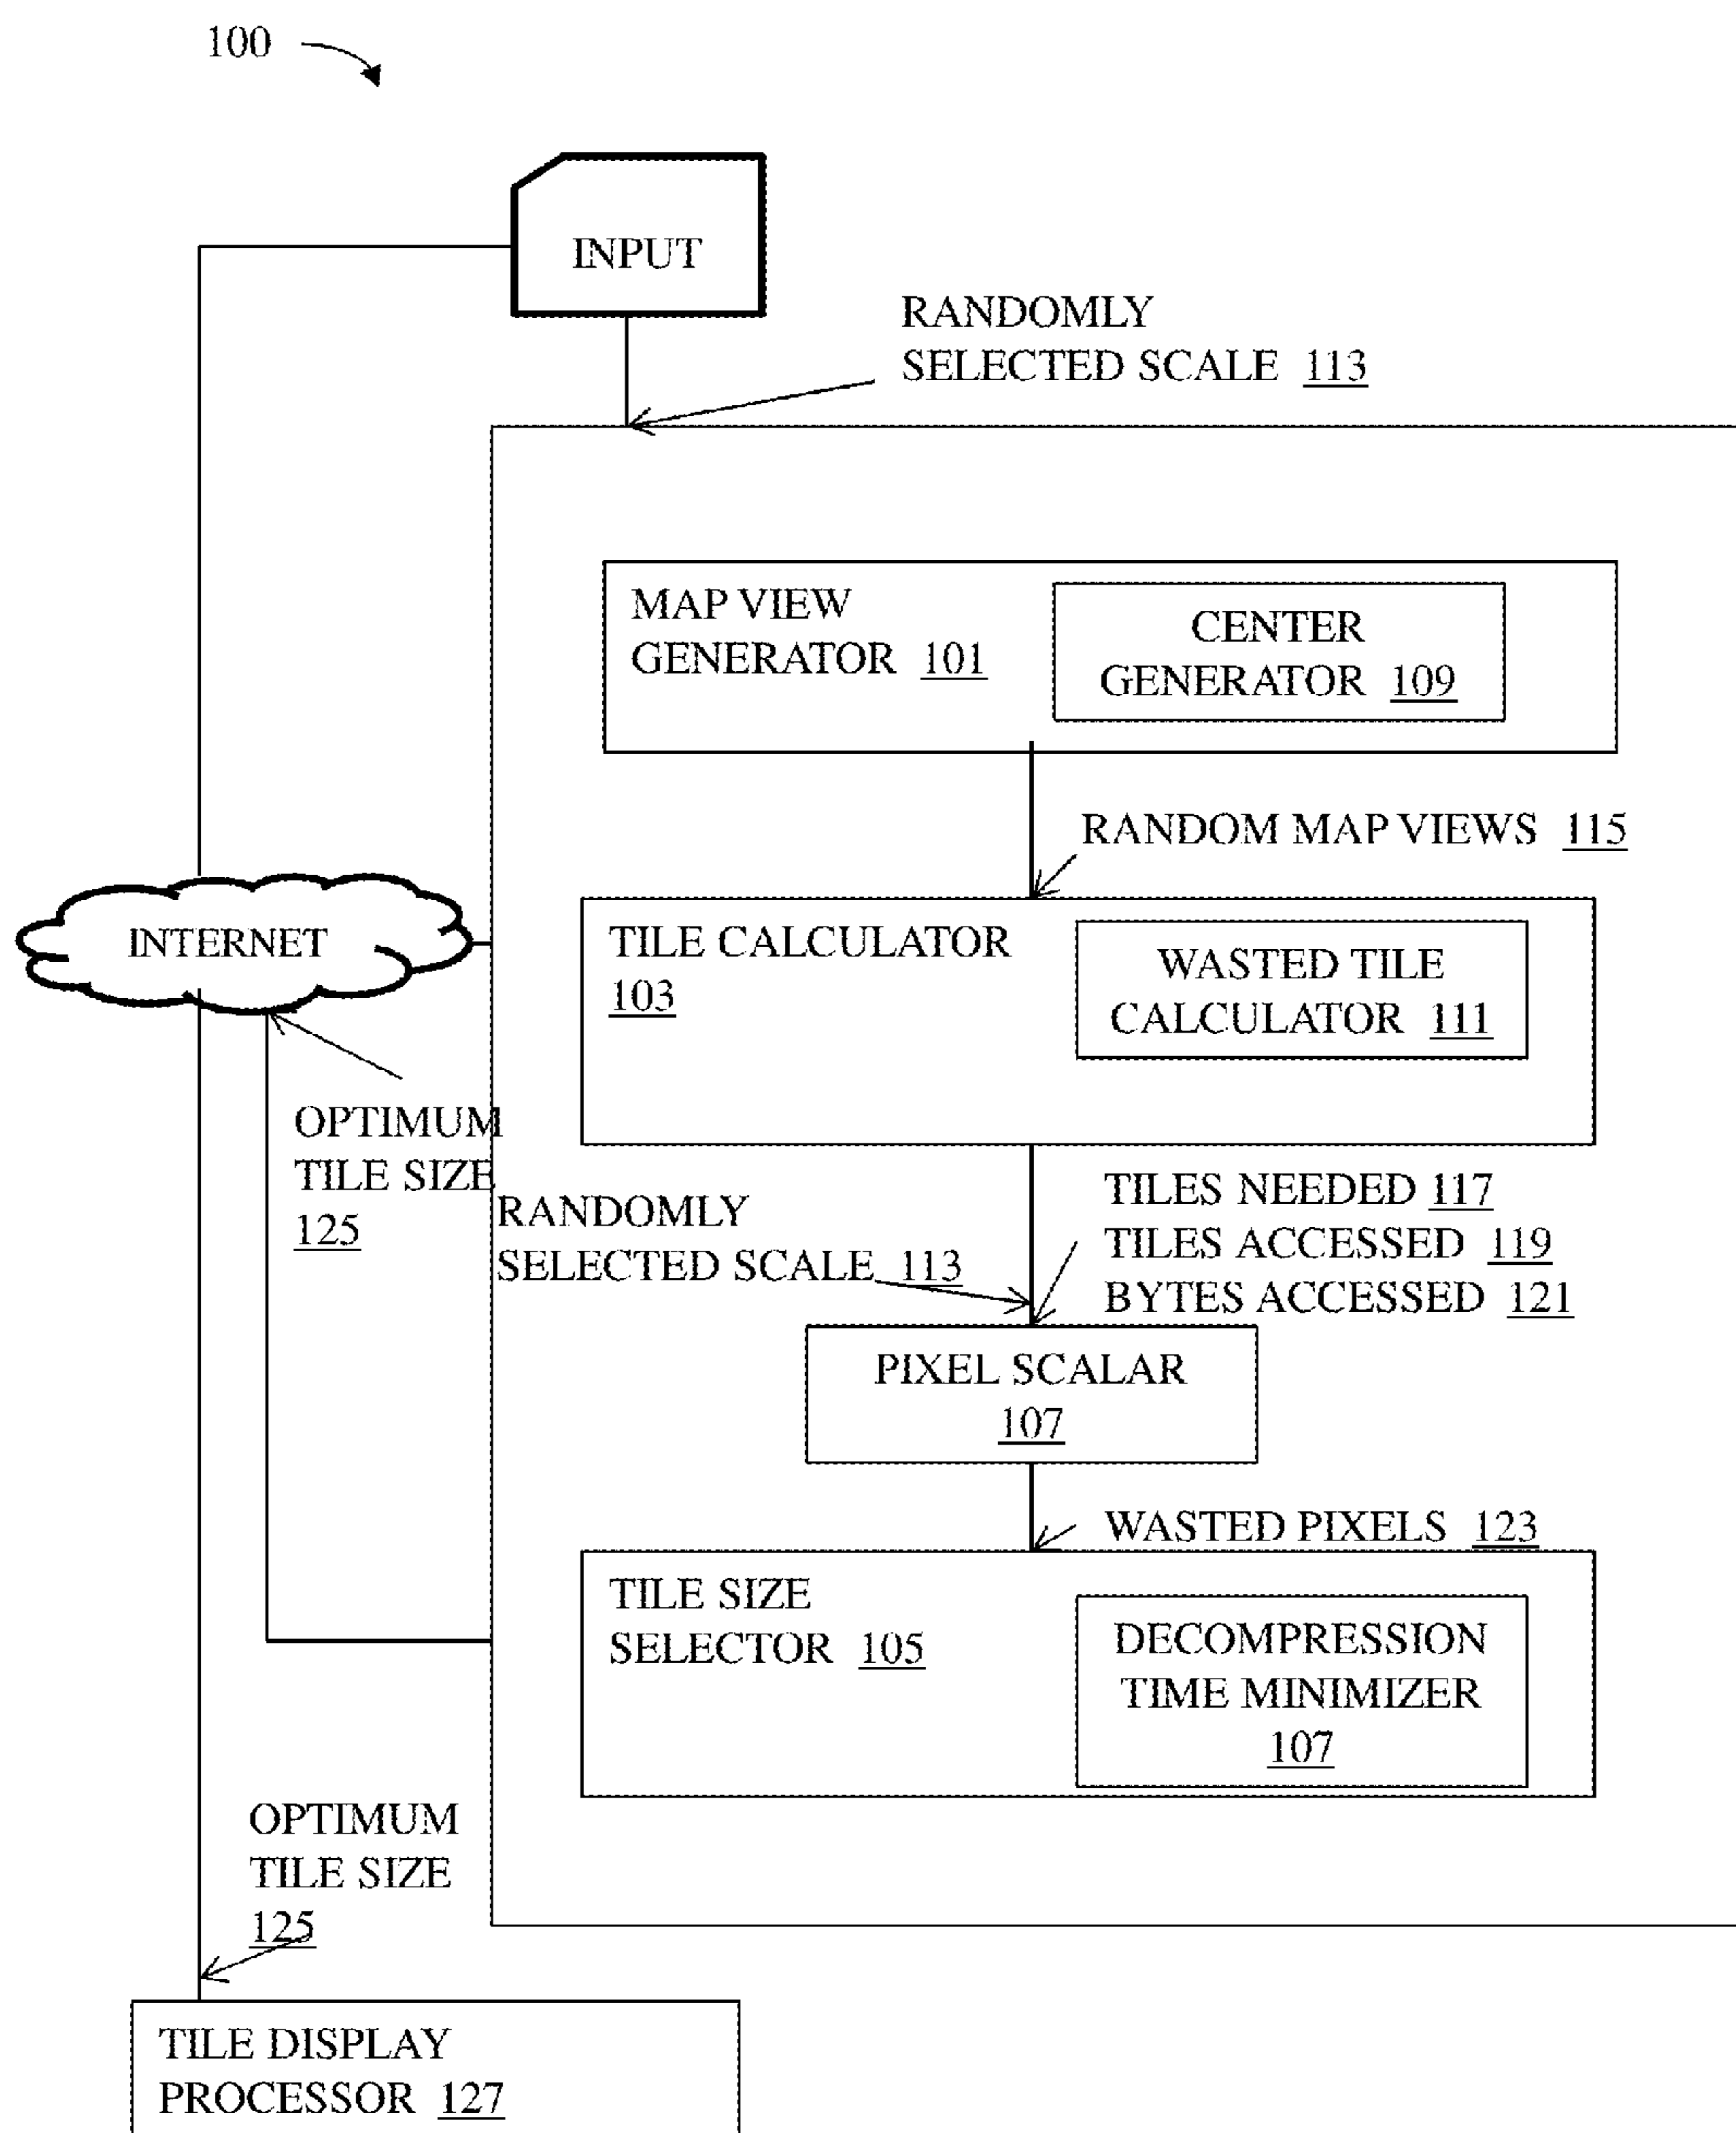 100
INPUT
RANDOMLY
SELECTED SCALE 113
MAP VIEW
GENERATOR 101
CENTER
GENERATOR 109
RANDOM MAP VIEWS 115
INTERNET
TILE CALCULATOR
103
WASTED TILE
CALCULATOR 111
OPTIMUM
TILE SIZE
125
RANDOMLY
SELECTED SCALE 113
TILES NEEDED 117
TILES ACCESSED 119
BYTES ACCESSED 121
PIXEL SCALAR
107
WASTED PIXELS 123
TILE SIZE
SELECTOR 105
DECOMPRESSION
TIME MINIMIZER
107
OPTIMUM
TILE SIZE
125
TILE DISPLAY
PROCESSOR 127